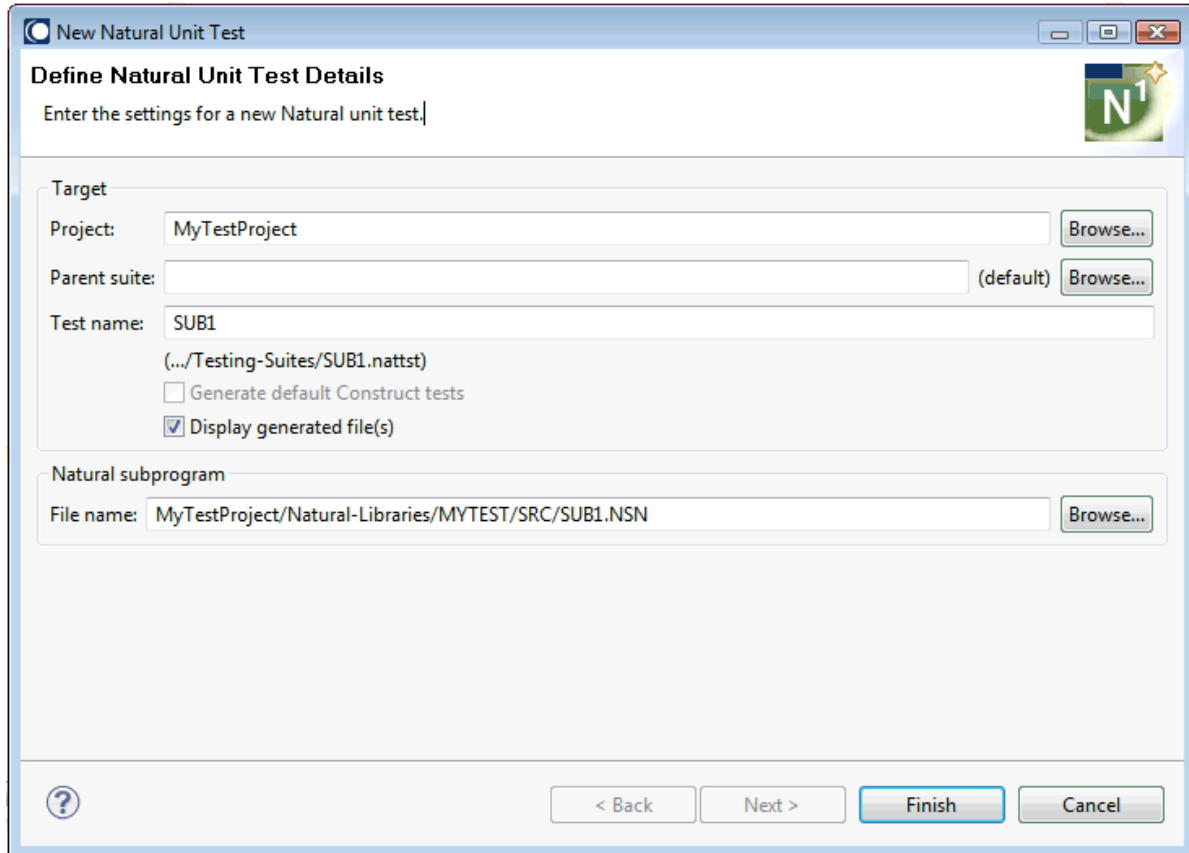 New Natural Unit Test
Define Natural Unit Test Details
Enter the settings for a new Natural unit test.
N1
Target
Project: MyTestProject Browse...
Parent suite: (default) Browse...
Test name: SUB1
(.../Testing-Suites/SUB1.nattst)
Generate default Construct tests
Display generated file(s)
Natural subprogram
File name: MyTestProject/Natural-Libraries/MYTEST/SRC/SUB1.NSN Browse...
? < Back Next > Finish Cancel